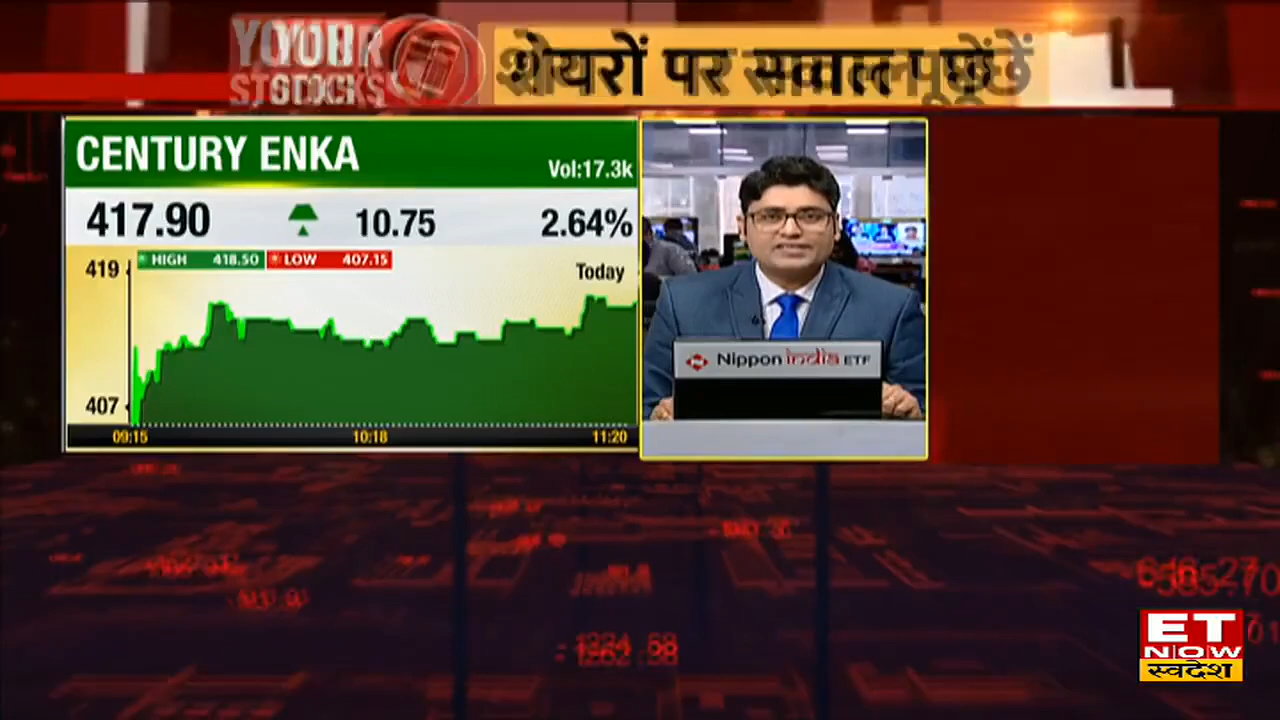 YOUR
STOCKS
शेयरों पर सवाल पूछें
CENTURY ENKA
Vol:17.3k
417.90 10.75 2.64%
HIGH 418.50 LOW 407.15
Today
419
407
09:15 10:18 11:20
Nippon india ETF
ET
NOW
स्वदेश